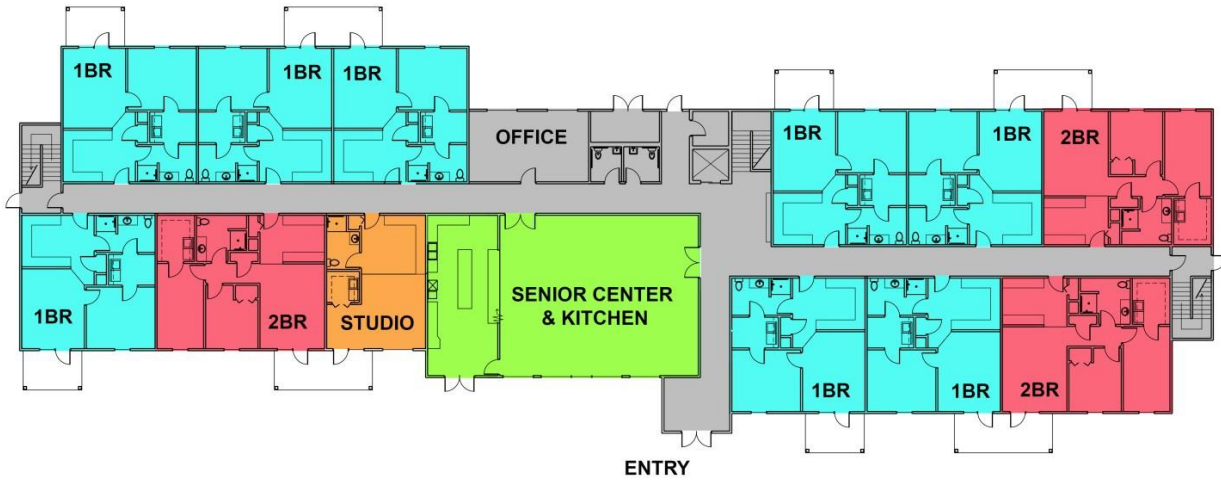 1BR
1BR
1BR
OFFICE
1BR
1BR
2BR
1BR
2BR
STUDIO
SENIOR CENTER
& KITCHEN
1BR
1BR
2BR
ENTRY